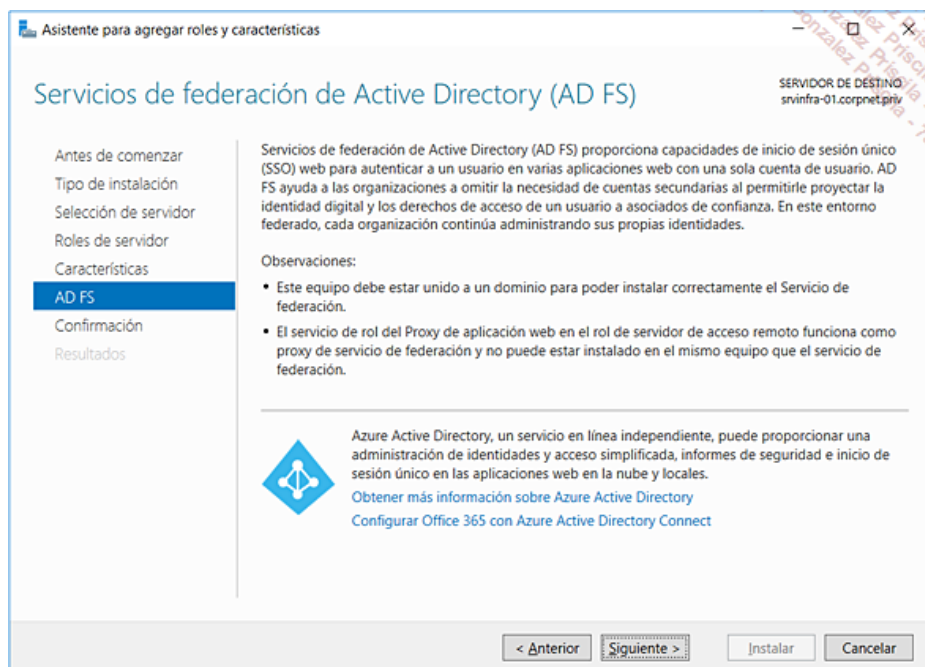 Asistente para agregar roles y características
Servicios de federación de Active Directory (AD FS)
SERVIDOR DE DESTINO
srvinfra-01.corpnet.priv
Antes de comenzar
Tipo de instalación
Selección de servidor
Roles de servidor
Características
AD FS
Confirmación
Resultados
Servicios de federación de Active Directory (AD FS) proporciona capacidades de inicio de sesión único
(SSO) web para autenticar a un usuario en varias aplicaciones web con una sola cuenta de usuario. AD
FS ayuda a las organizaciones a omitir la necesidad de cuentas secundarias al permitirle proyectar la
identidad digital y los derechos de acceso de un usuario a asociados de confianza. En este entorno
federado, cada organización continúa administrando sus propias identidades.
Observaciones:
• Este equipo debe estar unido a un dominio para poder instalar correctamente el Servicio de
federación.
• El servicio de rol del Proxy de aplicación web en el rol de servidor de acceso remoto funciona como
proxy de servicio de federación y no puede estar instalado en el mismo equipo que el servicio de
federación.
Azure Active Directory, un servicio en línea independiente, puede proporcionar una
administración de identidades y acceso simplificada, informes de seguridad e inicio de
sesión único en las aplicaciones web en la nube y locales.
Obtener más información sobre Azure Active Directory
Configurar Office 365 con Azure Active Directory Connect
< Anterior
Siguiente >
Instalar
Cancelar